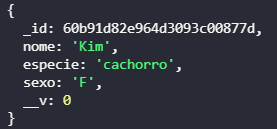 {
_id: 60b91d82e964d3093c00877d,
nome: 'Kim',
especie: 'cachorro',
sexo: 'F',
__v: 0
}